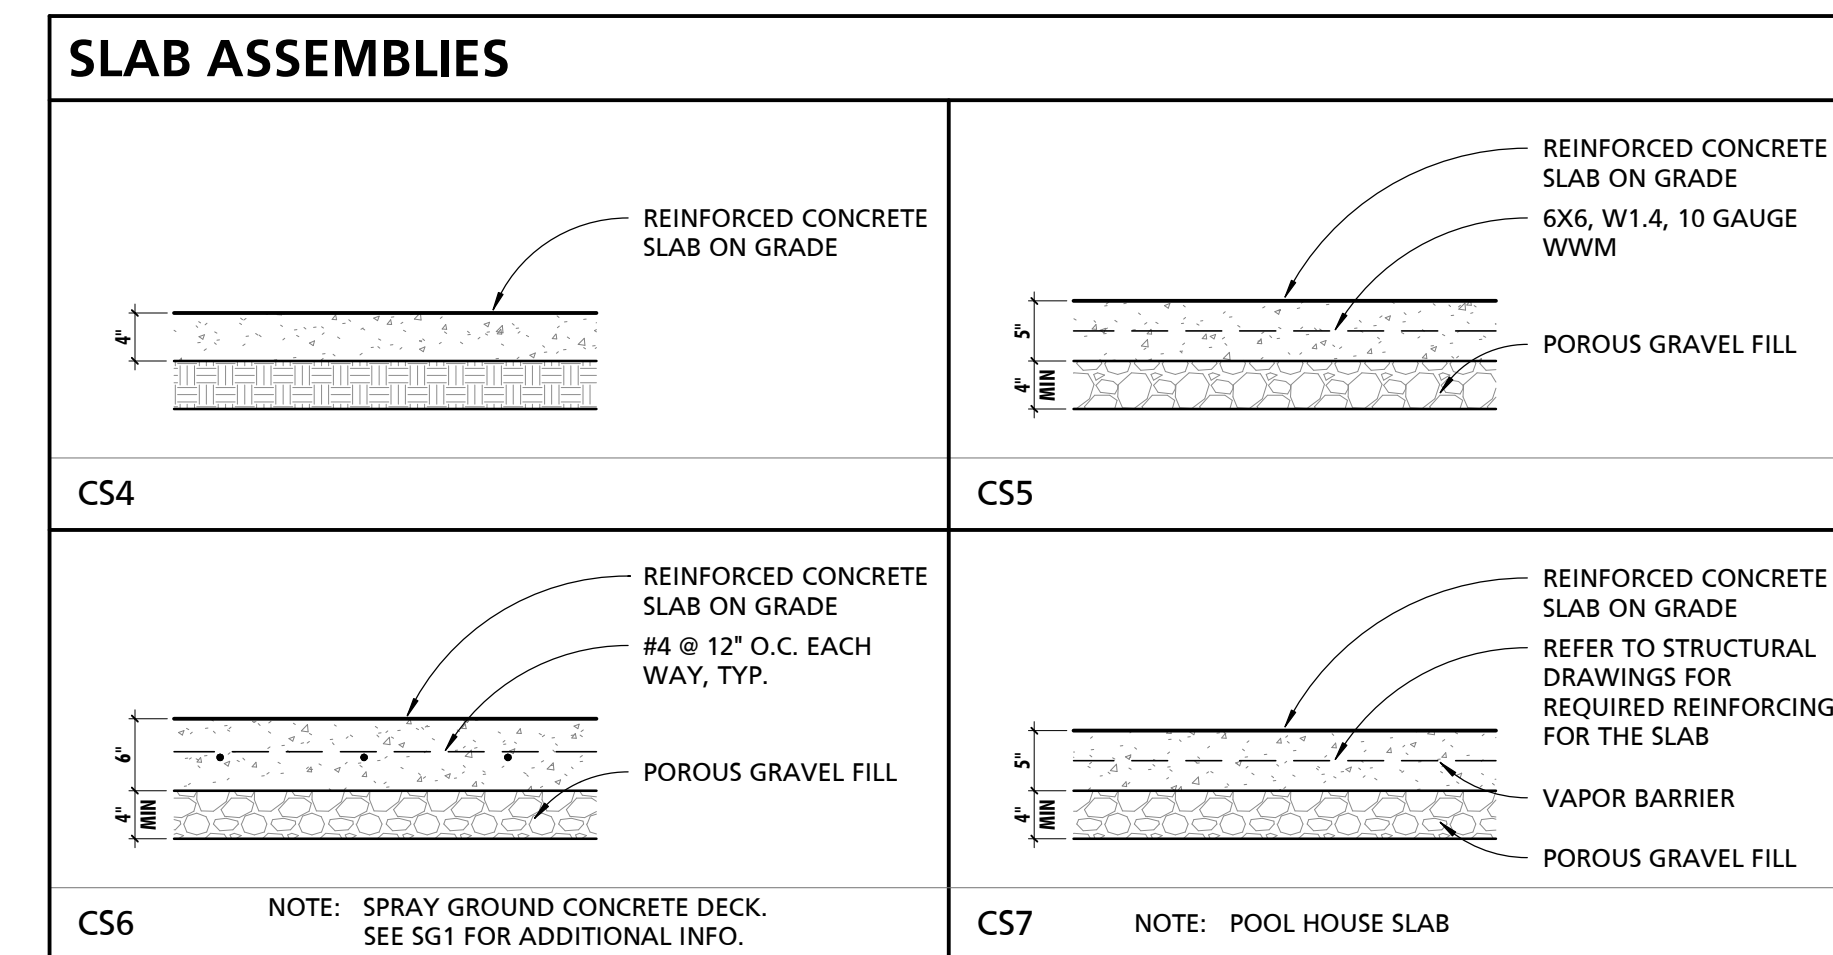 SLAB ASSEMBLIES
REINFORCED CONCRETE
SLAB ON GRADE
4"
CS4
REINFORCED CONCRETE
SLAB ON GRADE
6X6, W1.4, 10 GAUGE
WWM
POROUS GRAVEL FILL
5"
4"
MIN
CS5
REINFORCED CONCRETE
SLAB ON GRADE
#4 @ 12" O.C. EACH
WAY, TYP.
POROUS GRAVEL FILL
6"
4"
MIN
CS6
NOTE: SPRAY GROUND CONCRETE DECK.
SEE SG1 FOR ADDITIONAL INFO.
REINFORCED CONCRETE
SLAB ON GRADE
REFER TO STRUCTURAL
DRAWINGS FOR
REQUIRED REINFORCING
FOR THE SLAB
VAPOR BARRIER
POROUS GRAVEL FILL
5"
4"
MIN
CS7
NOTE: POOL HOUSE SLAB